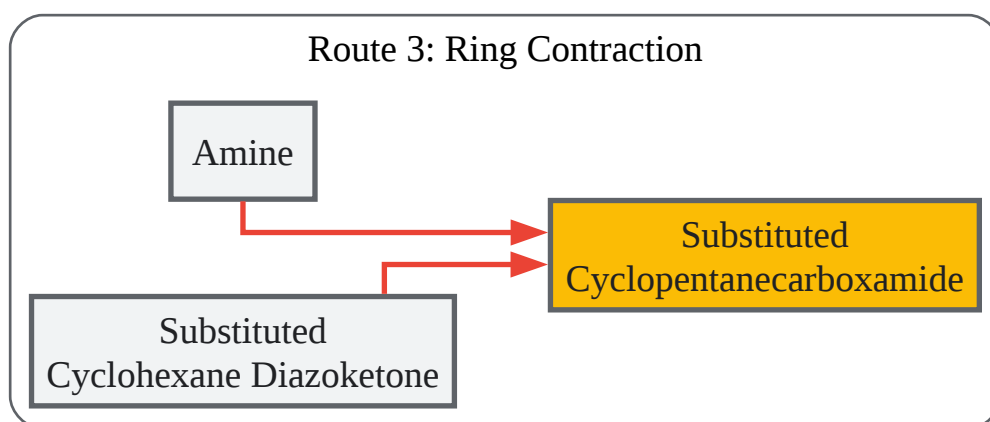 Route 3: Ring Contraction
Amine
Substituted
Cyclopentanecarboxamide
Substituted
Cyclohexane Diazoketone